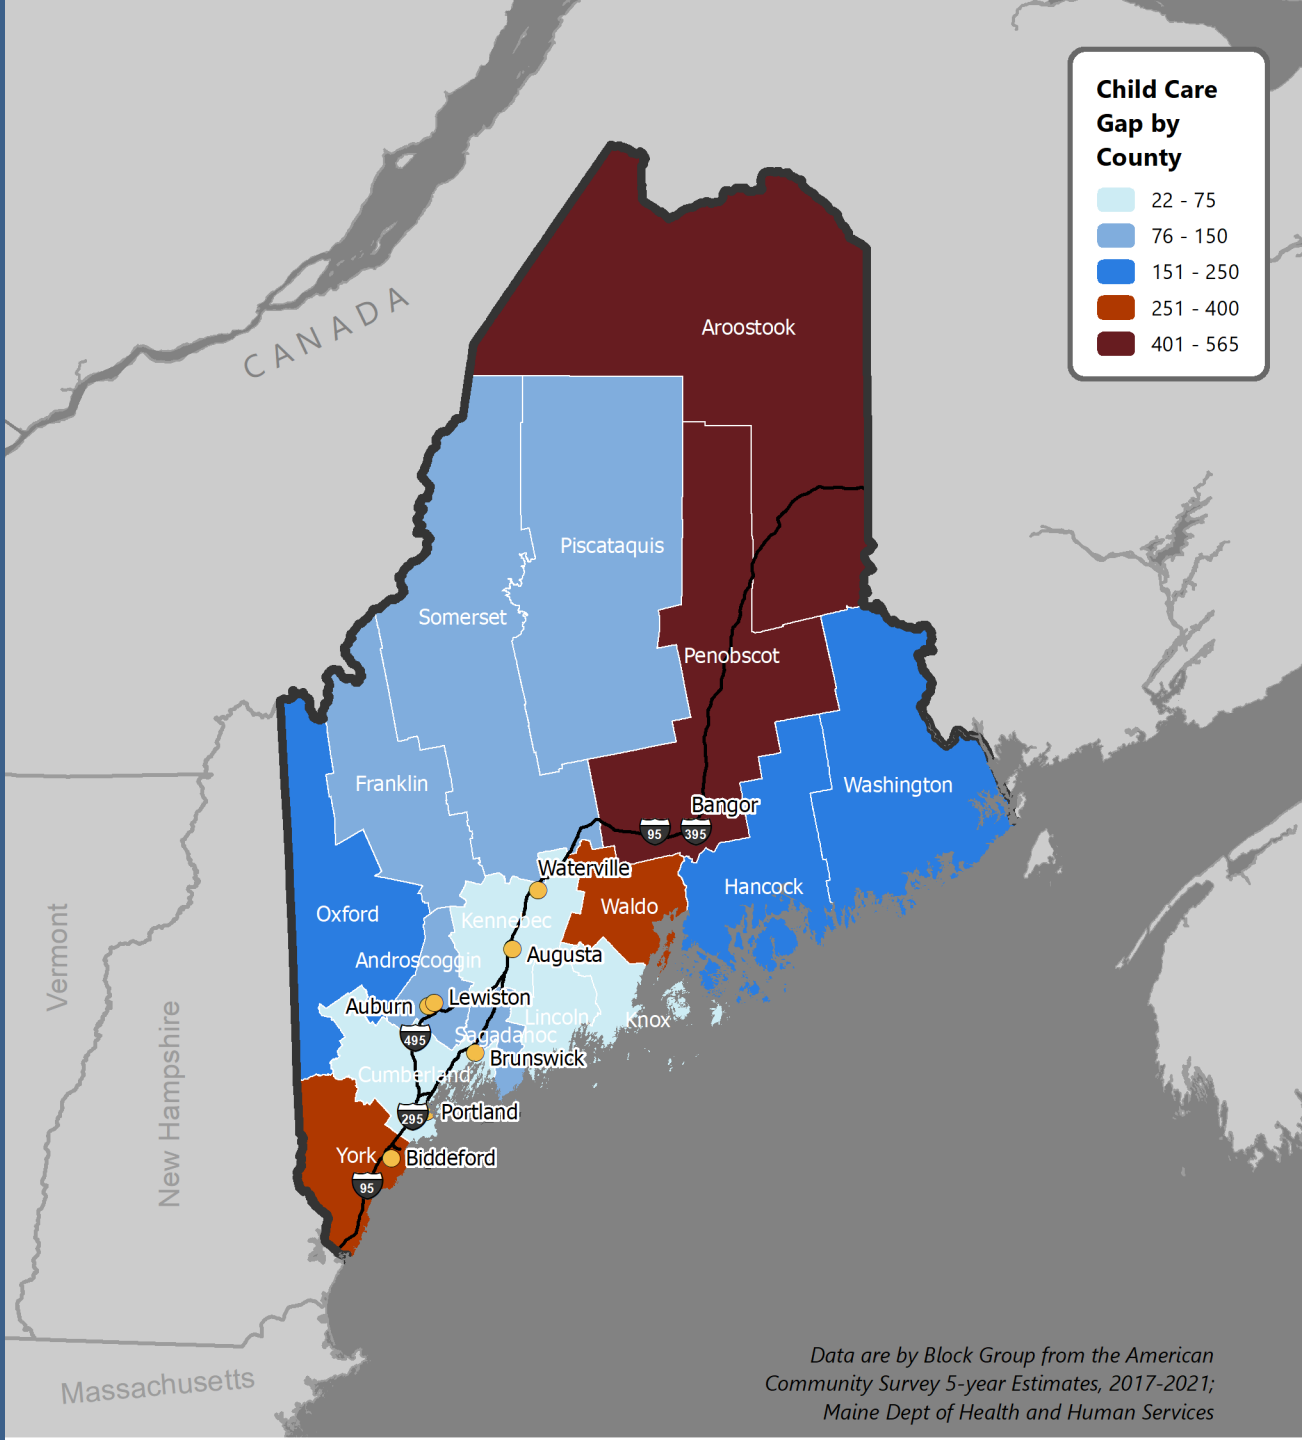 Child Care
Gap by
County
22 - 75
76 - 150
151 - 250
251 - 400
401 - 565
CANADA
Aroostook
Piscataquis
Somerset
Penobscot
Franklin
Washington
Bangor
95
395
Waterville
Hancock
Oxford
Waldo
Kennebec
Augusta
Androscoggin
Vermont
Lewiston
Auburn
Lincoln
Knox
Sagadahoc
495
Brunswick
Cumberland
New Hampshire
Portland
295
York
Biddeford
95
Massachusetts
Data are by Block Group from the American
Community Survey 5-year Estimates, 2017-2021;
Maine Dept of Health and Human Services